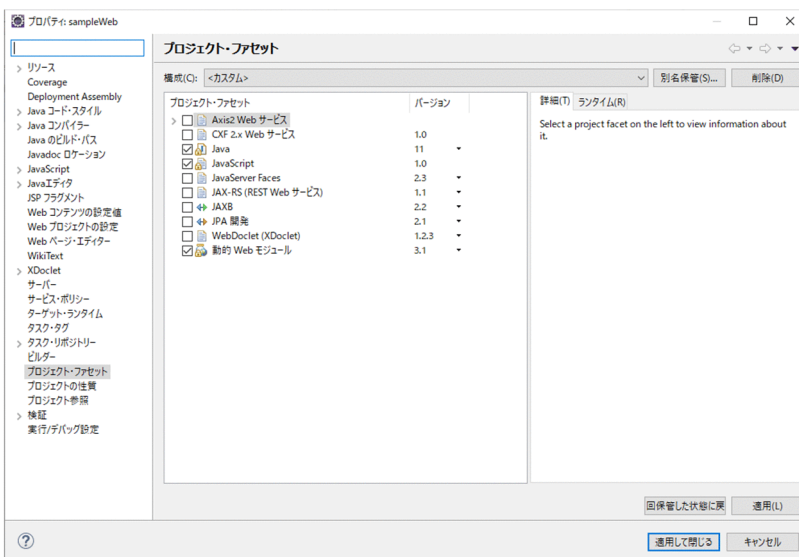 プロパティ: sampleWeb
プロジェクト・ファセット
構成(C): <カスタム> 別名保管(S)... 削除(D)
リソース
Coverage
Deployment Assembly
Java コード・スタイル
Java コンパイラー
Java のビルド・パス
Javadoc ロケーション
JavaScript
Javaエディタ
JSP フラグメント
Web コンテンツの設定値
Web プロジェクトの設定
Web ページ・エディター
WikiText
XDoclet
サーバー
サービス・ポリシー
ターゲット・ランタイム
タスク・タグ
タスク・リポジトリー
ビルダー
プロジェクト・ファセット
プロジェクトの性質
プロジェクト参照
検証
実行/デバッグ設定
プロジェクト・ファセット バージョン
Axis2 Web サービス
CXF 2.x Web サービス 1.0
Java 11
JavaScript 1.0
JavaServer Faces 2.3
JAX-RS (REST Web サービス) 1.1
JAXB 2.2
JPA 開発 2.1
WebDoclet (XDoclet) 1.2.3
動的 Web モジュール 3.1
詳細(T) ランタイム(R)
Select a project facet on the left to view information about
it.
回保管した状態に戻 適用(L)
適用して閉じる キャンセル